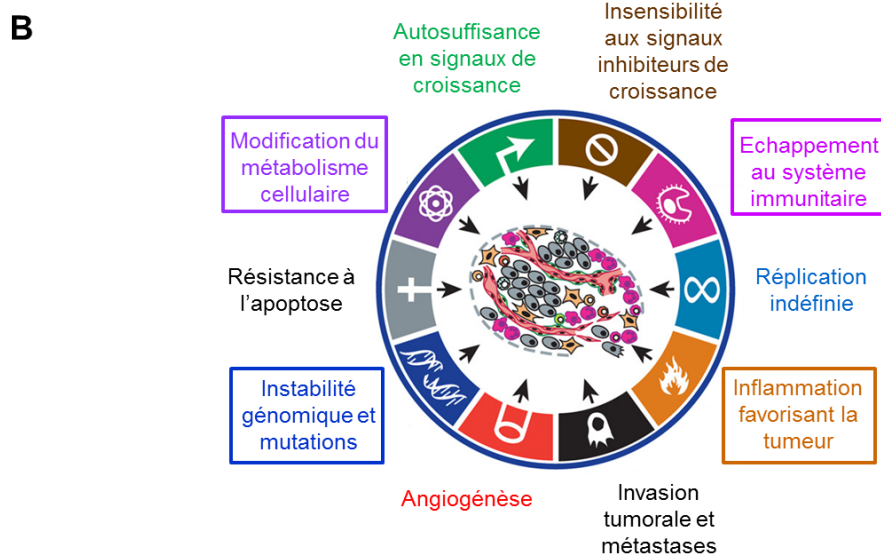 B
Autosuffisance
en signaux de
croissance
Insensibilité
aux signaux
inhibiteurs de
croissance
Modification du
métabolisme
cellulaire
Echappement
au système
immunitaire
Résistance à
l'apoptose
Réplication
indéfinie
Instabilité
génomique et
mutations
Inflammation
favorisant la
tumeur
Angiogénèse
Invasion
tumorale et
métastases